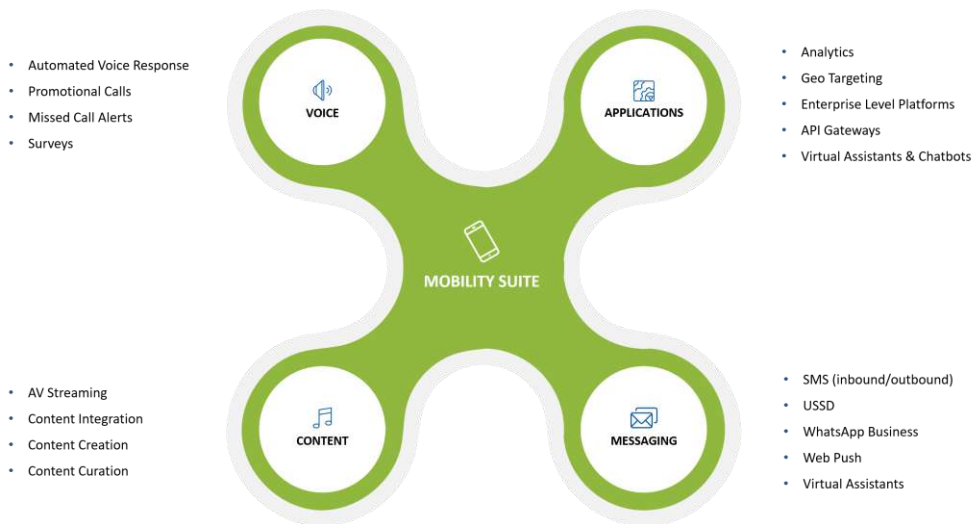 • Automated Voice Response
• Promotional Calls
• Missed Call Alerts
• Surveys
VOICE
APPLICATIONS
• Analytics
• Geo Targeting
• Enterprise Level Platforms
• API Gateways
• Virtual Assistants & Chatbots
MOBILITY SUITE
• AV Streaming
• Content Integration
• Content Creation
• Content Curation
CONTENT
MESSAGING
• SMS (inbound/outbound)
• USSD
• WhatsApp Business
• Web Push
• Virtual Assistants